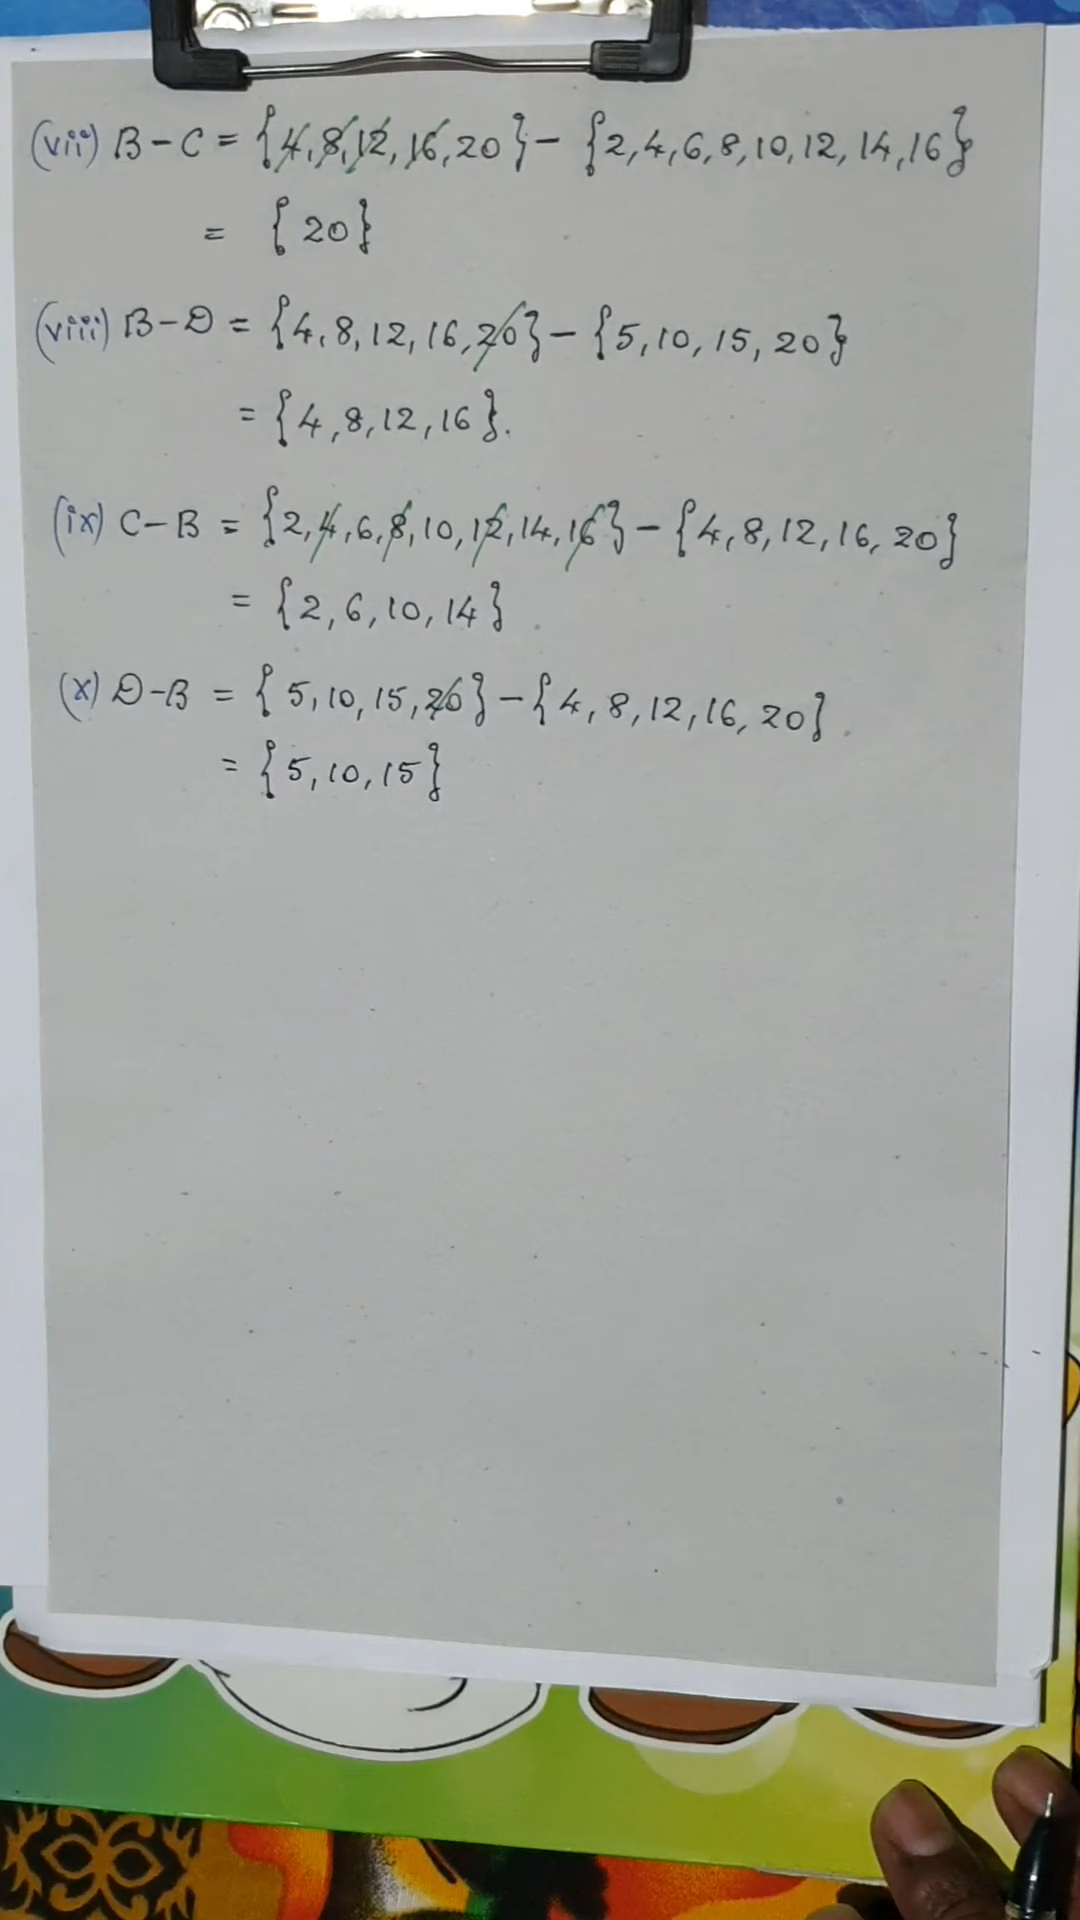 (vii) B-C = {4,8,12,16,20} - {2,4,6,8,10,12,14,16}
= {20}
(viii) B-D = {4,8,12,16,20} - {5,10,15,20}
= {4,8,12,16}.
(ix) C-B = {2,4,6,8,10,12,14,16} - {4,8,12,16,20}
= {2,6,10,14}
(x) D-B = {5,10,15,20} - {4,8,12,16,20}.
= {5,10,15}